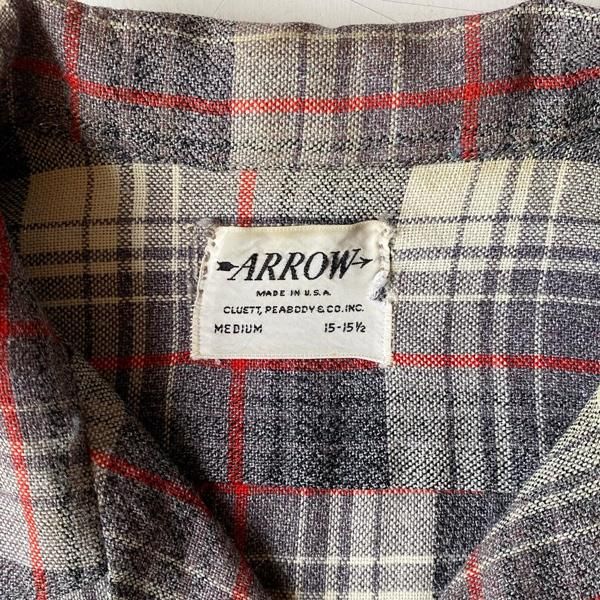 ARROW
MADE IN U.S.A.
CLUETT, PEABODY & CO. INC.
MEDIUM 15-15½